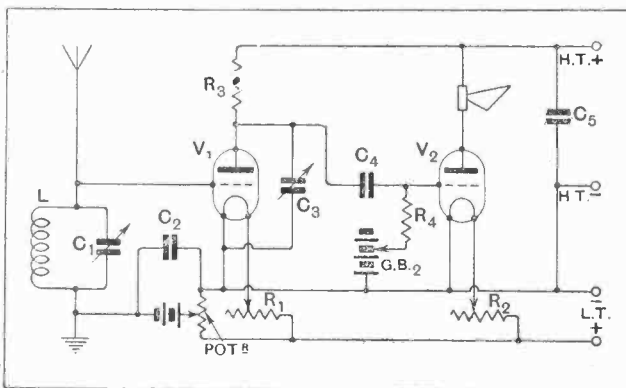 H.T.+
R3
C5
V1
V2
C4
C3
H.T.-
L
C1
C2
R4
G.B.2
R1
R2
-
L.T.
+
POT R